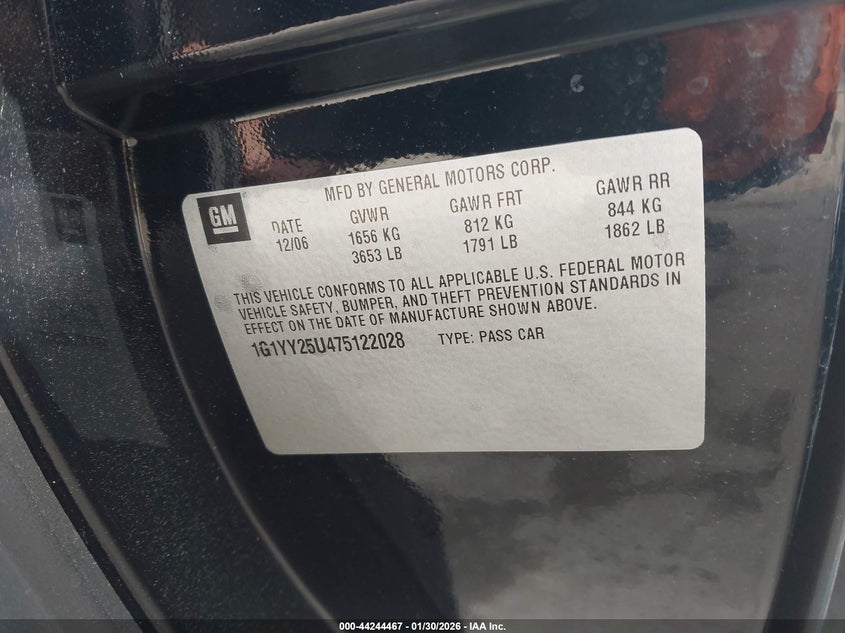 MFD BY GENERAL MOTORS CORP.
GM
DATE GVWR GAWR FRT GAWR RR
12/06 1656 KG 812 KG 844 KG
3653 LB 1791 LB 1862 LB
THIS VEHICLE CONFORMS TO ALL APPLICABLE U.S. FEDERAL MOTOR
VEHICLE SAFETY, BUMPER, AND THEFT PREVENTION STANDARDS IN
EFFECT ON THE DATE OF MANUFACTURE SHOWN ABOVE.
1G1YY25U475122028 TYPE: PASS CAR
000-44244467 - 01/30/2026 - IAA Inc.